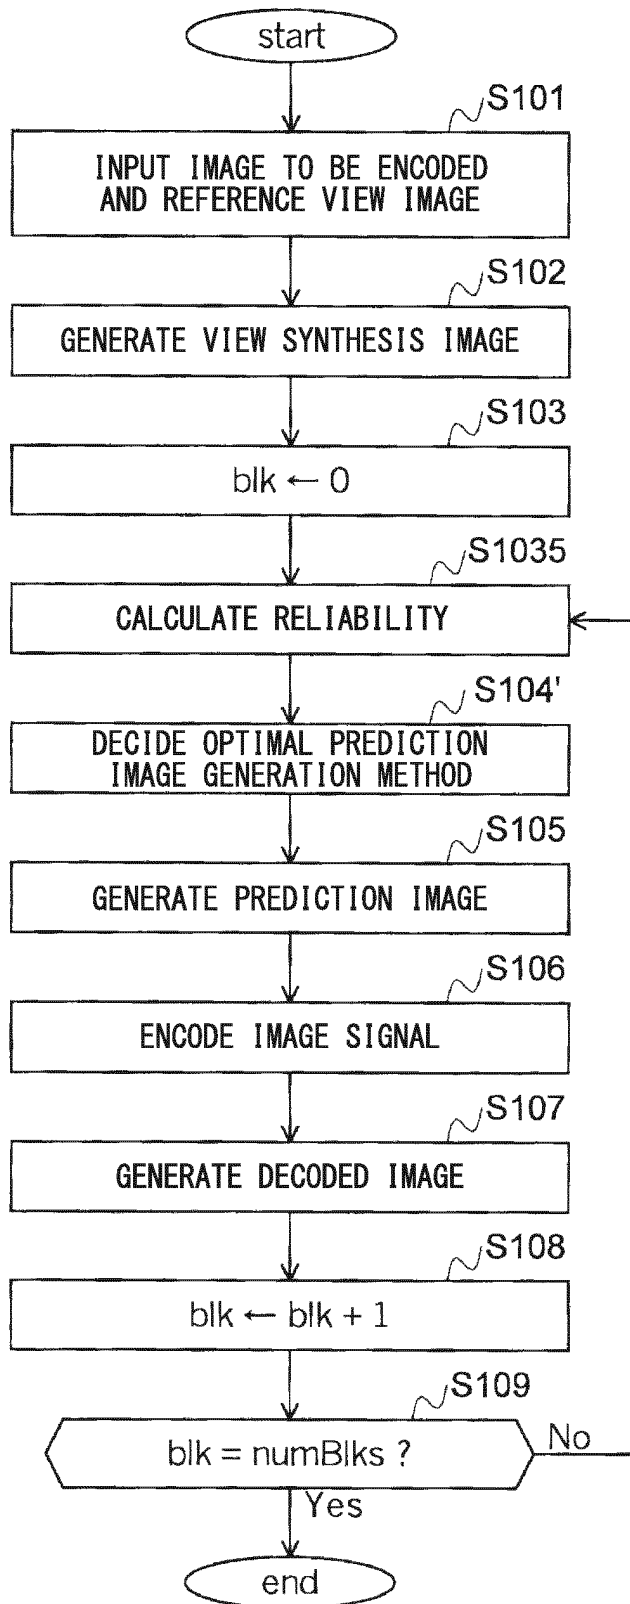 start
S101
INPUT IMAGE TO BE ENCODED
AND REFERENCE VIEW IMAGE
S102
GENERATE VIEW SYNTHESIS IMAGE
S103
blk ← 0
S1035
CALCULATE RELIABILITY
S104'
DECIDE OPTIMAL PREDICTION
IMAGE GENERATION METHOD
S105
GENERATE PREDICTION IMAGE
S106
ENCODE IMAGE SIGNAL
S107
GENERATE DECODED IMAGE
S108
blk ← blk + 1
S109
blk = numBlks ?
No
Yes
end